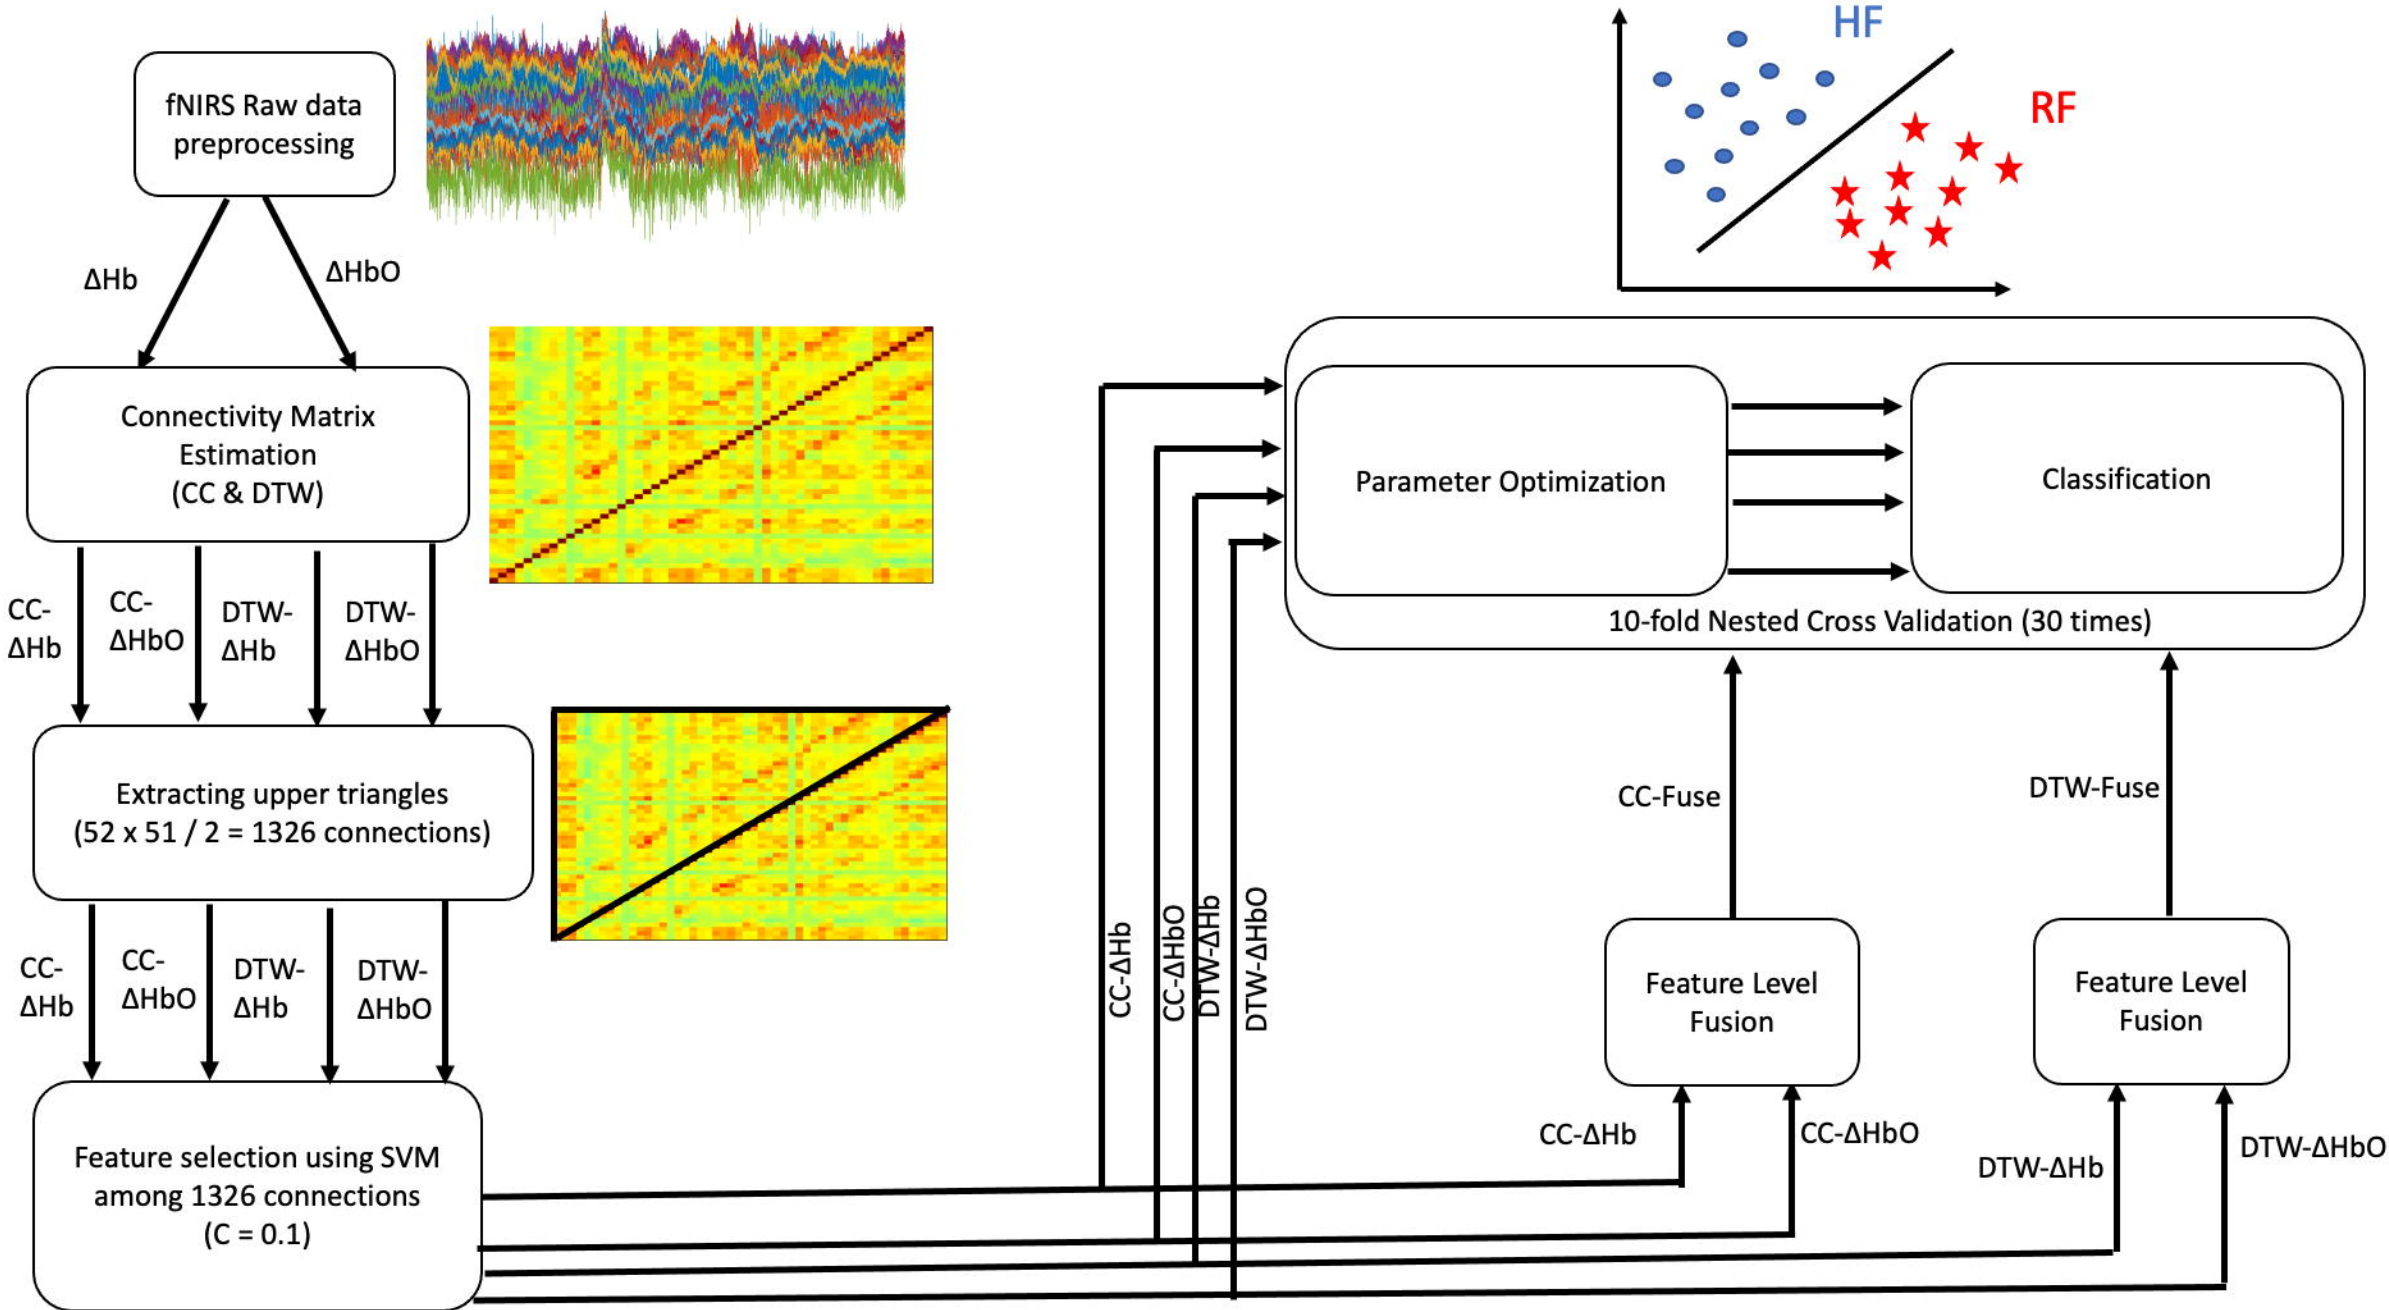 fNIRS Raw data
preprocessing
ΔHb
ΔHbO
Connectivity Matrix
Estimation
(CC & DTW)
CC-
ΔHb
CC-
ΔHbO
DTW-
ΔHb
DTW-
ΔHbO
Extracting upper triangles
(52 x 51 / 2 = 1326 connections)
CC-
ΔHb
CC-
ΔHbO
DTW-
ΔHb
DTW-
ΔHbO
Feature selection using SVM
among 1326 connections
(C = 0.1)
CC-ΔHb
CC-ΔHbO
DTW-ΔHb
DTW-ΔHbO
HF
RF
Parameter Optimization
Classification
10-fold Nested Cross Validation (30 times)
CC-Fuse
DTW-Fuse
Feature Level
Fusion
Feature Level
Fusion
CC-ΔHb
CC-ΔHbO
DTW-ΔHb
DTW-ΔHbO